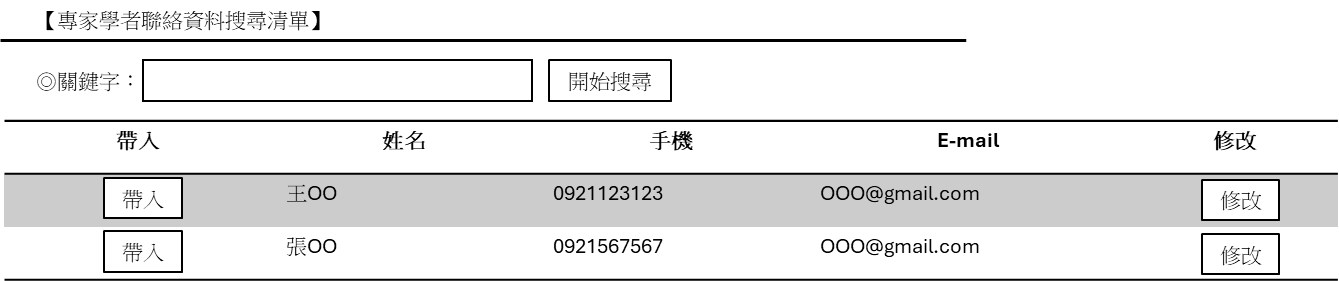 【專家學者聯絡資料搜尋清單】
◎關鍵字： 開始搜尋
帶入 姓名 手機 E-mail 修改
帶入 王OO 0921123123 OOO@gmail.com 修改
帶入 張OO 0921567567 OOO@gmail.com 修改